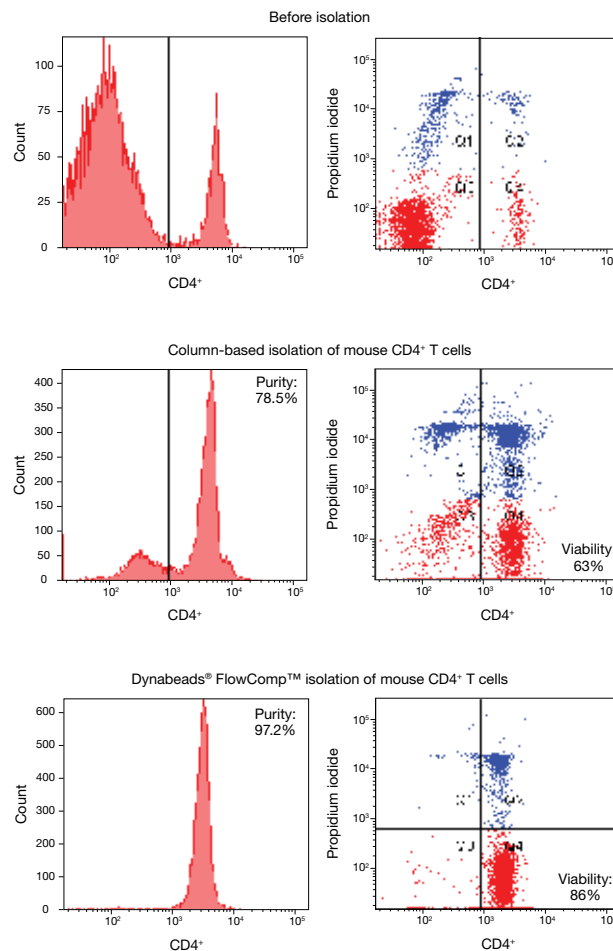 Before isolation
100
75
50
25
0
Count
10² 10³ 10⁴ 10⁵
CD4⁺
10⁵
10⁴
10³
10²
Propidium iodide
Q1
Q2
10² 10³ 10⁴ 10⁵
CD4⁺
Column-based isolation of mouse CD4⁺ T cells
400
350
300
250
200
150
100
50
0
Count
Purity:
78.5%
10² 10³ 10⁴ 10⁵
CD4⁺
10⁵
10⁴
10³
10²
Propidium iodide
Viability:
63%
10² 10³ 10⁴ 10⁵
CD4⁺
Dynabeads® FlowComp™ isolation of mouse CD4⁺ T cells
600
500
400
300
200
100
0
Count
Purity:
97.2%
10² 10³ 10⁴ 10⁵
CD4⁺
10⁵
10⁴
10³
10²
Propidium iodide
Viability:
86%
10² 10³ 10⁴ 10⁵
CD4⁺